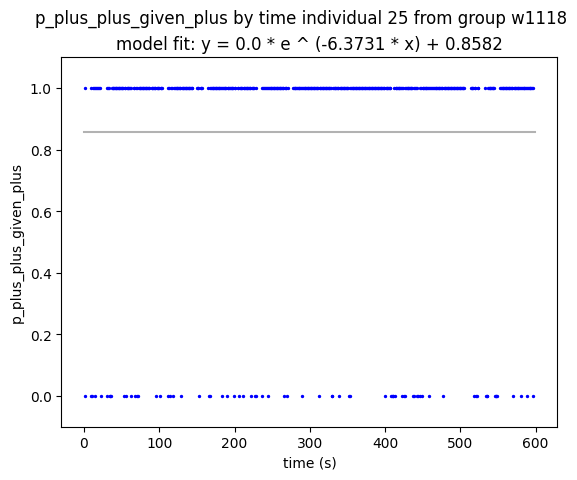 p_plus_plus_given_plus by time individual 25 from group w1118
model fit: y = 0.0 * e ^ (-6.3731 * x) + 0.8582
p_plus_plus_given_plus
1.0
0.8
0.6
0.4
0.2
0.0
0 100 200 300 400 500 600
time (s)